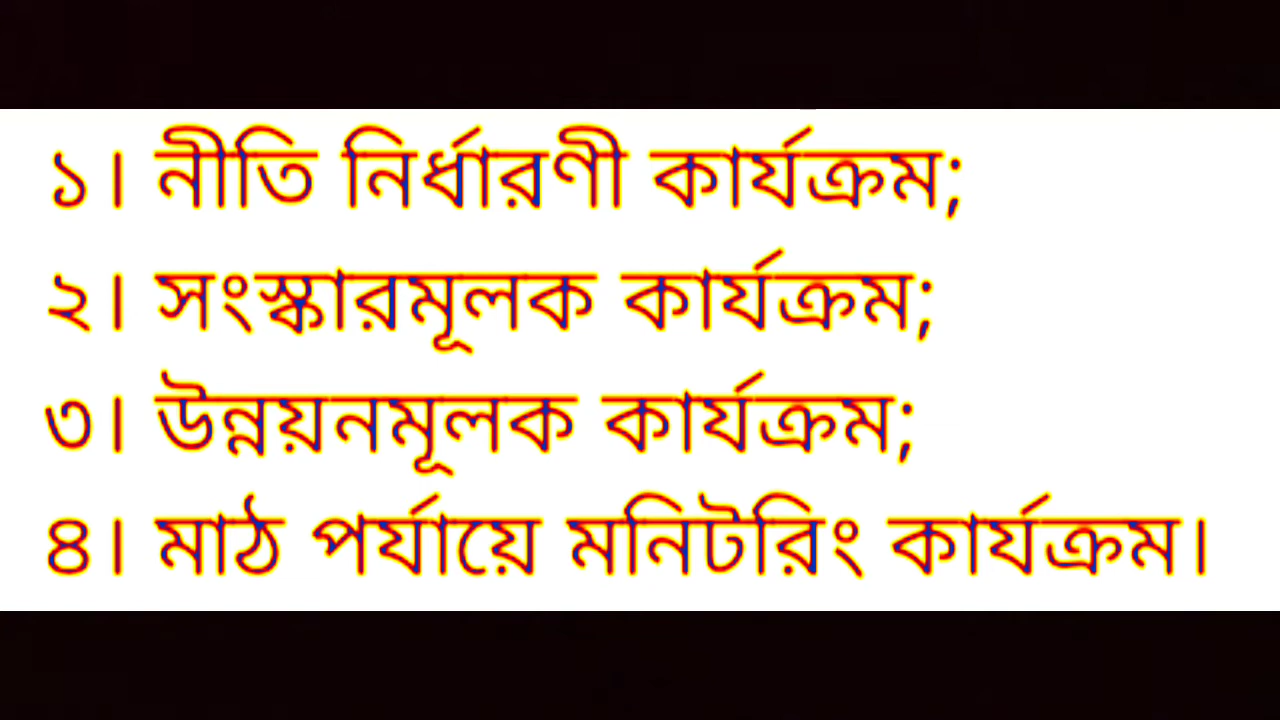 ১। নীতি নির্ধারণী কার্যক্রম;
২। সংস্কারমূলক কার্যক্রম;
৩। উন্নয়নমূলক কার্যক্রম;
৪। মাঠ পর্যায়ে মনিটরিং কার্যক্রম।